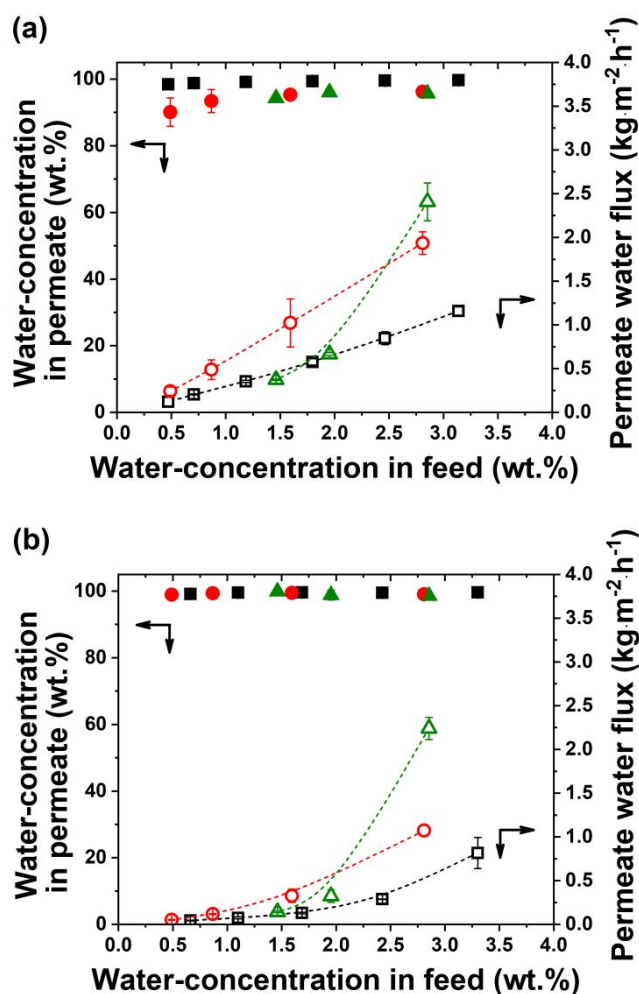 (a)
Water-concentration
in permeate (wt.%)
100
80
60
40
20
0
4.0
3.5
3.0
2.5
2.0
1.5
1.0
0.5
0.0
Permeate water flux (kg·m⁻²·h⁻¹)
0.0 0.5 1.0 1.5 2.0 2.5 3.0 3.5 4.0
Water-concentration in feed (wt.%)
(b)
Water-concentration
in permeate (wt.%)
100
80
60
40
20
0
4.0
3.5
3.0
2.5
2.0
1.5
1.0
0.5
0.0
Permeate water flux (kg·m⁻²·h⁻¹)
0.0 0.5 1.0 1.5 2.0 2.5 3.0 3.5 4.0
Water-concentration in feed (wt.%)